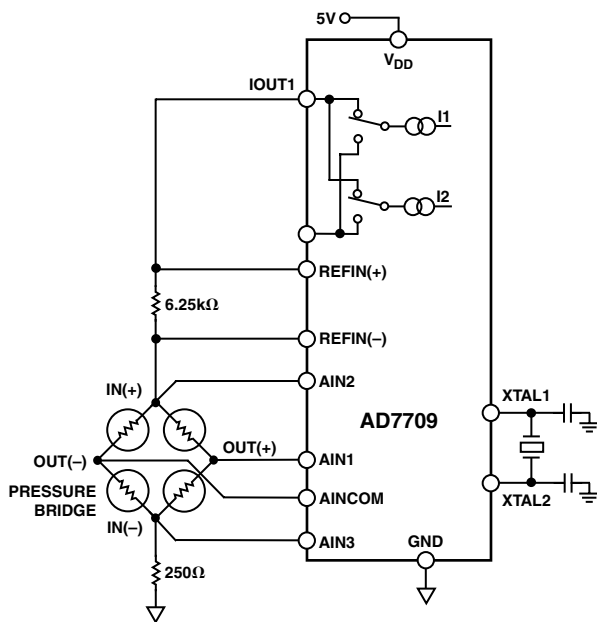 5V
VDD
IOUT1
I1
I2
REFIN(+)
6.25kΩ
REFIN(–)
IN(+)
AIN2
XTAL1
AD7709
OUT(+)
AIN1
OUT(–)
PRESSURE
BRIDGE
AINCOM
XTAL2
IN(–)
AIN3
GND
250Ω